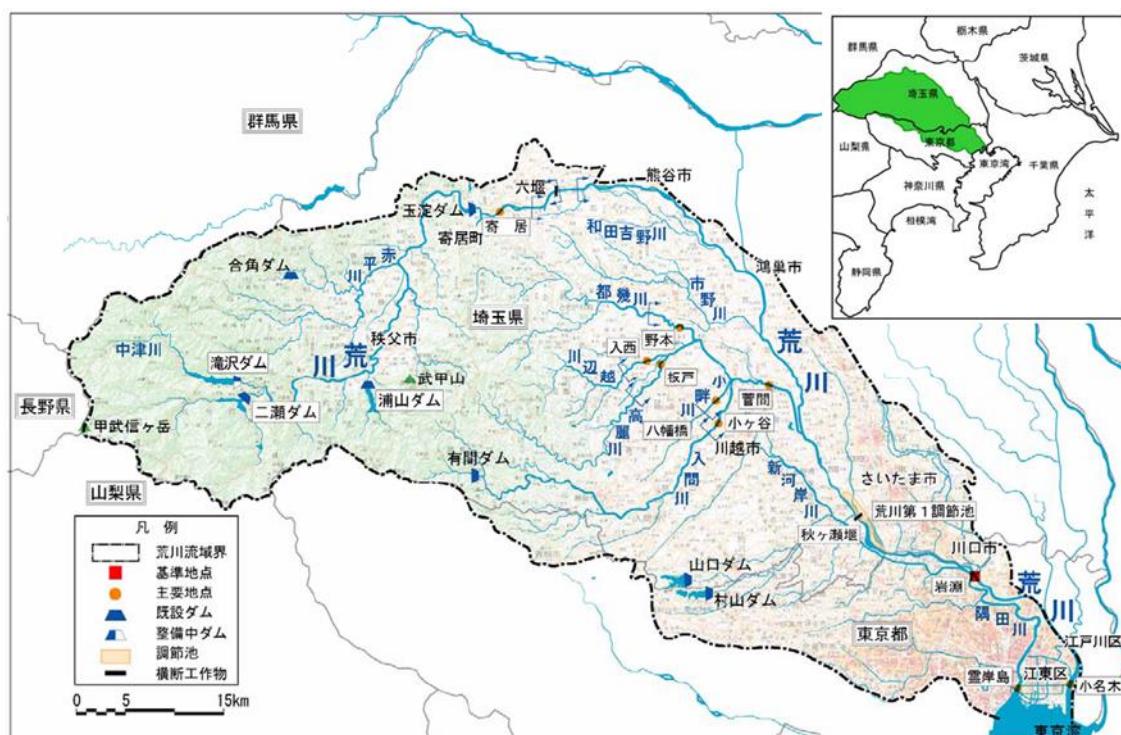 群馬県
栃木県
群馬県
茨城県
埼玉県
山梨県
東京都
東京湾
千葉県
神奈川県
相模湾
静岡県
太平洋
六堰
熊谷市
玉淀ダム
寄居
寄居町
和田吉野川
赤平川
合角ダム
鴻巣市
市野川
都幾川
埼玉県
荒川
秩父市
野本
荒川
中津川
滝沢ダム
入西
越辺川
坂戸
武甲山
小畔川
菅間
長野県
二瀬ダム
浦山ダム
高麗川
八幡橋
小ヶ谷
甲武信ヶ岳
川越市
有間ダム
入間川
新河岸川
さいたま市
山梨県
荒川第1調節池
秋ヶ瀬堰
川口市
凡例
荒川流域界
基準地点
主要地点
既設ダム
整備中ダム
調節池
横断工作物
0 5 15km
山口ダム
村山ダム
岩淵
荒川
隅田川
東京都
江戸川区
江東区
霊岸島
小名木
東京湾